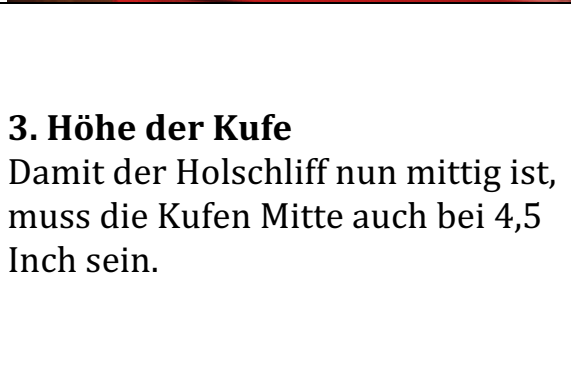 3. Höhe der Kufe
Damit der Holschliff nun mittig ist,
muss die Kufen Mitte auch bei 4,5
Inch sein.